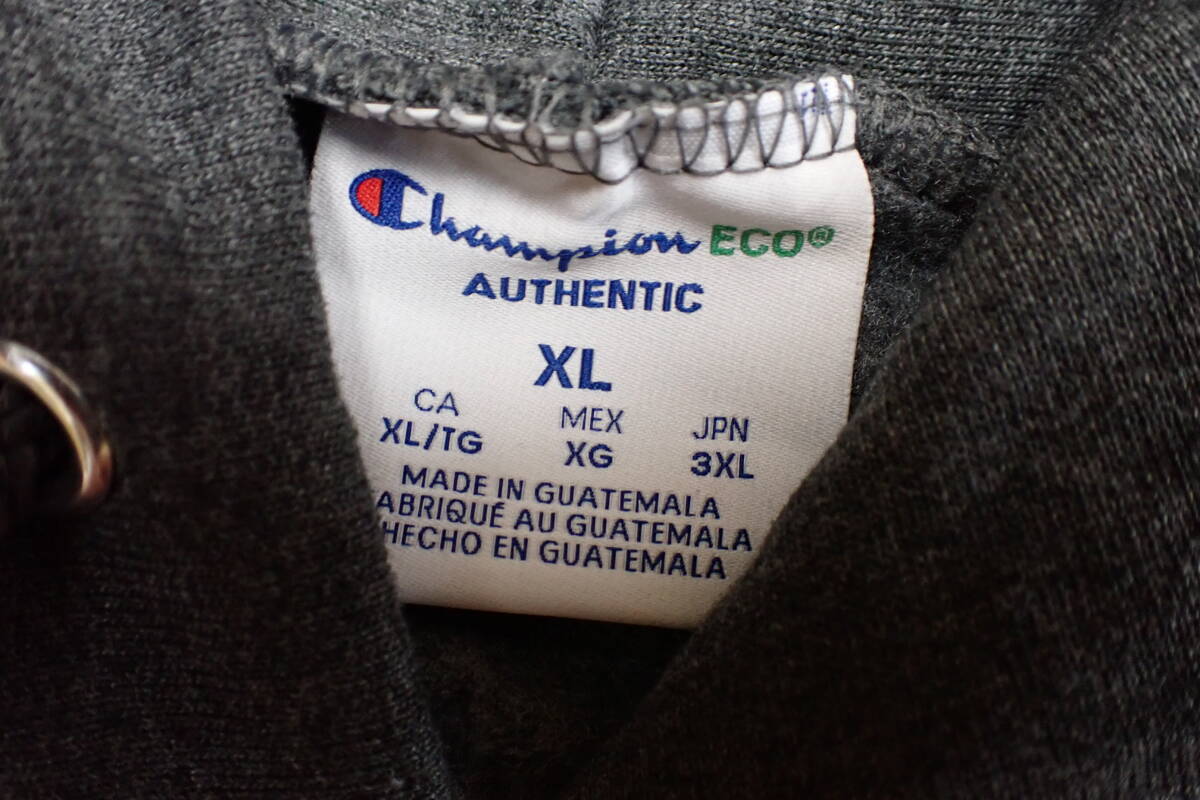 Champion ECO®
AUTHENTIC
XL
CA MEX JPN
XL/TG XG 3XL
MADE IN GUATEMALA
ABRIQUÉ AU GUATEMALA
HECHO EN GUATEMALA